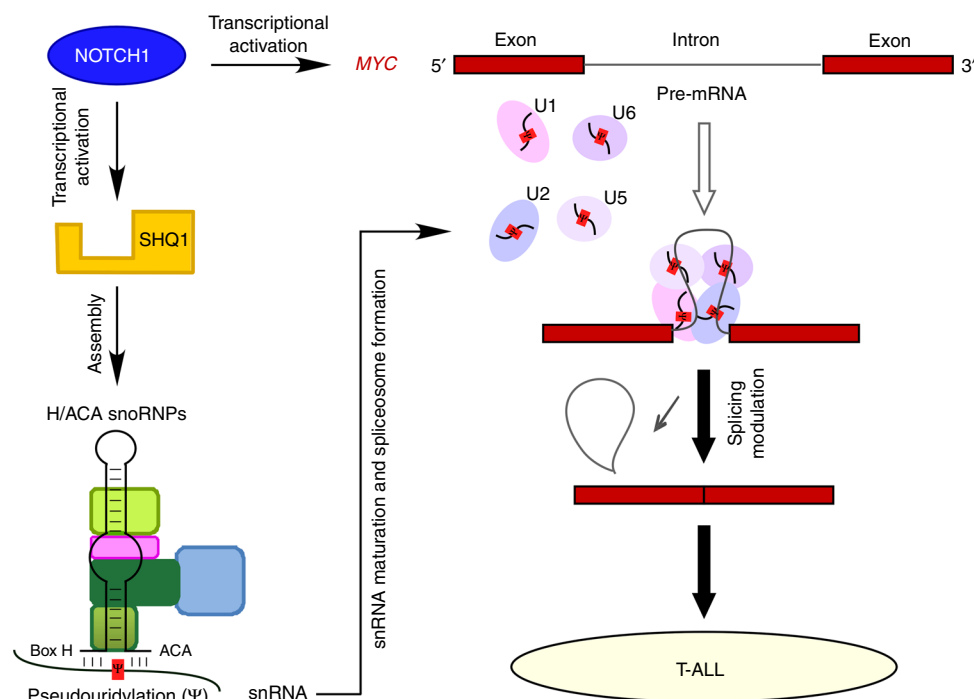 NOTCH1
Transcriptional
activation
MYC
5′
Exon
Intron
Exon
3′
Pre-mRNA
Transcriptional
activation
U1
U6
U2
U5
Ψ
Ψ
Ψ
Ψ
SHQ1
Assembly
H/ACA snoRNPs
snRNA maturation and spliceosome formation
Ψ
Ψ
Ψ
Ψ
Splicing
modulation
Box H
ACA
Ψ
Pseudouridylation (Ψ)
snRNA
T-ALL